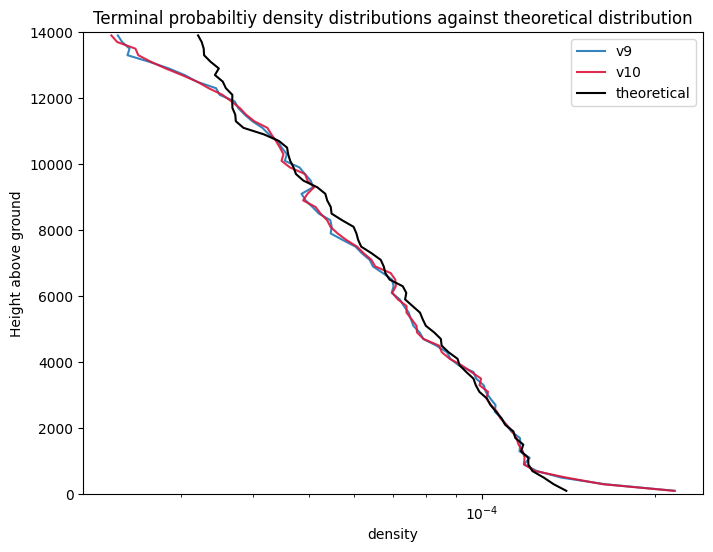 Terminal probabiltiy density distributions against theoretical distribution
14000
12000
10000
8000
6000
4000
2000
0
Height above ground
v9
v10
theoretical
10⁻⁴
density